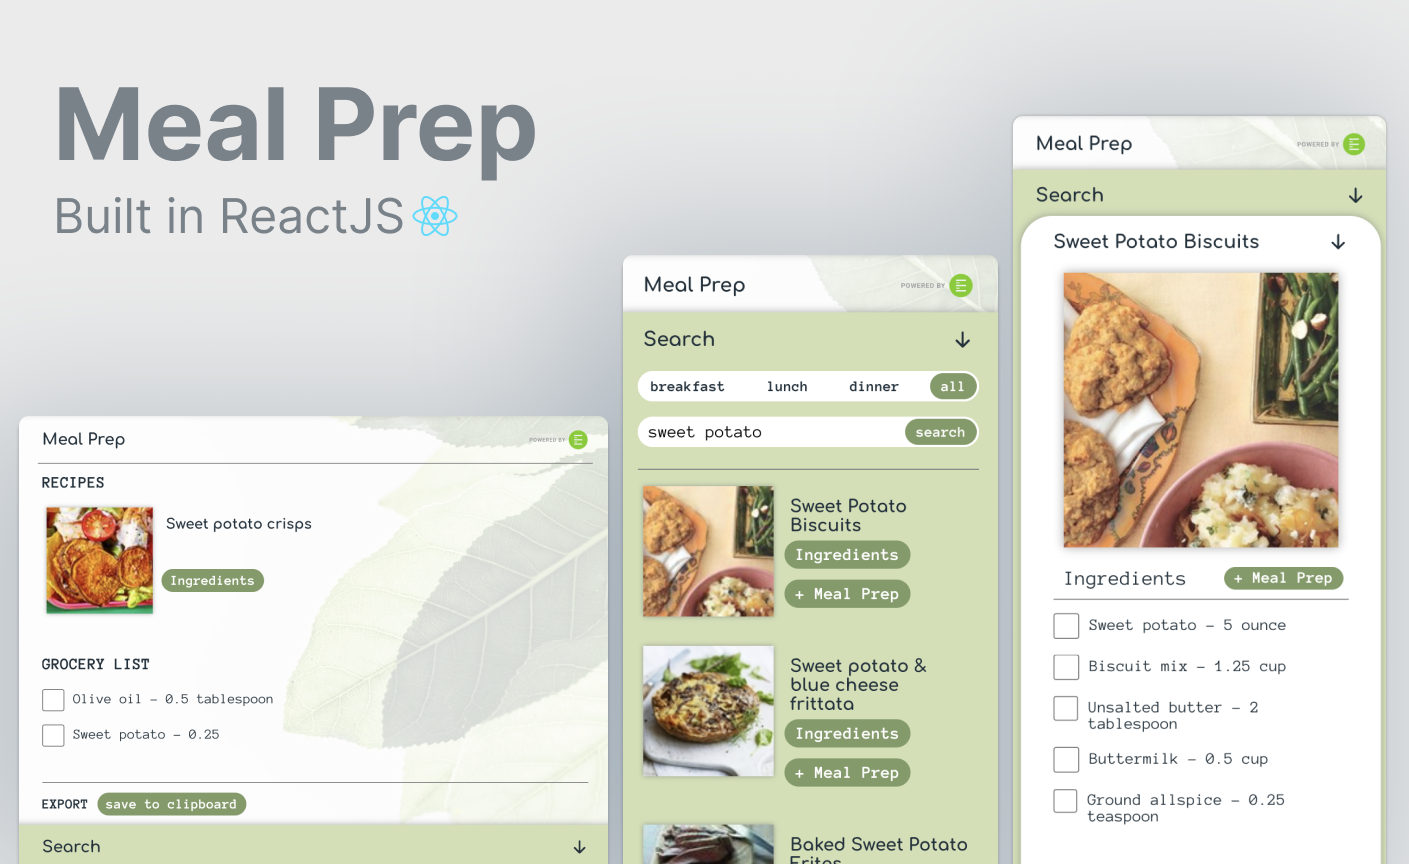 Meal Prep
Built in ReactJS
Meal Prep
POWERED BY
RECIPES
Sweet potato crisps
Ingredients
GROCERY LIST
Olive oil - 0.5 tablespoon
Sweet potato - 0.25
EXPORT save to clipboard
Search
Meal Prep
POWERED BY
Search
breakfast lunch dinner all
sweet potato search
Sweet Potato
Biscuits
Ingredients
+ Meal Prep
Sweet potato &
blue cheese
frittata
Ingredients
+ Meal Prep
Baked Sweet Potato
Frites
Meal Prep
POWERED BY
Search
Sweet Potato Biscuits
Ingredients + Meal Prep
Sweet potato - 5 ounce
Biscuit mix - 1.25 cup
Unsalted butter - 2
tablespoon
Buttermilk - 0.5 cup
Ground allspice - 0.25
teaspoon